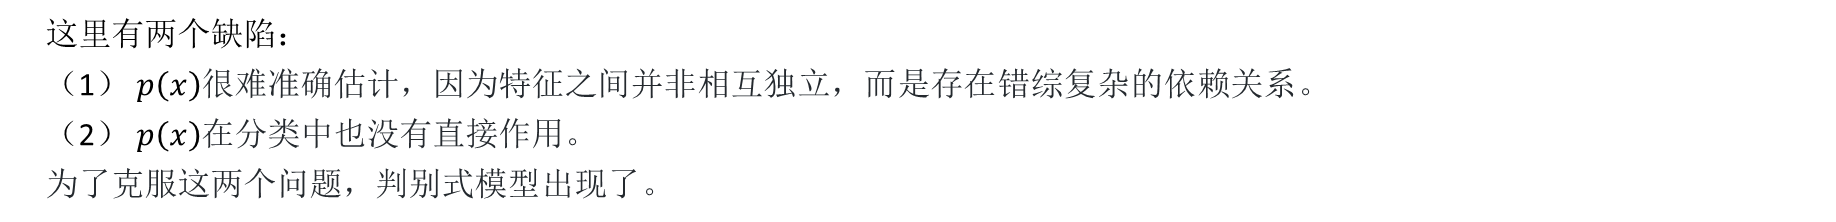 这里有两个缺陷：
（1） p(x)很难准确估计，因为特征之间并非相互独立，而是存在错综复杂的依赖关系。
（2） p(x)在分类中也没有直接作用。
为了克服这两个问题，判别式模型出现了。